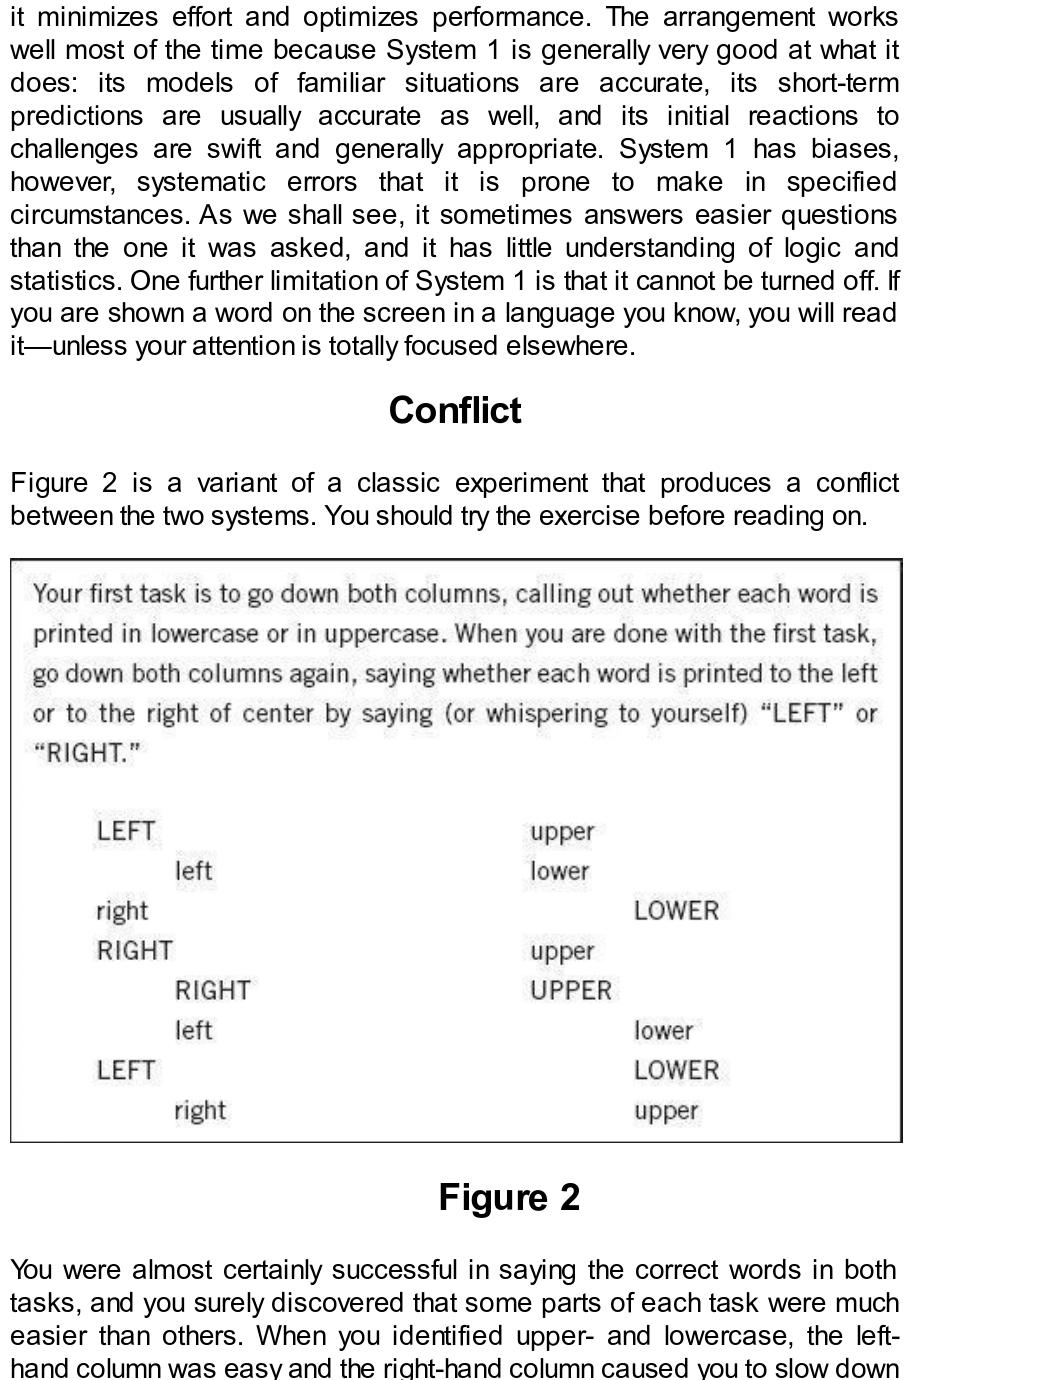 it minimizes effort and optimizes performance. The arrangement works
well most of the time because System 1 is generally very good at what it
does: its models of familiar situations are accurate, its short-term
predictions are usually accurate as well, and its initial reactions to
challenges are swift and generally appropriate. System 1 has biases,
however, systematic errors that it is prone to make in specified
circumstances. As we shall see, it sometimes answers easier questions
than the one it was asked, and it has little understanding of logic and
statistics. One further limitation of System 1 is that it cannot be turned off. If
you are shown a word on the screen in a language you know, you will read
it—unless your attention is totally focused elsewhere.
Conflict
Figure 2 is a variant of a classic experiment that produces a conflict
between the two systems. You should try the exercise before reading on.
Your first task is to go down both columns, calling out whether each word is
printed in lowercase or in uppercase. When you are done with the first task,
go down both columns again, saying whether each word is printed to the left
or to the right of center by saying (or whispering to yourself) “LEFT” or
“RIGHT.”
LEFT upper
left lower
right LOWER
RIGHT upper
RIGHT UPPER
left lower
LEFT LOWER
right upper
Figure 2
You were almost certainly successful in saying the correct words in both
tasks, and you surely discovered that some parts of each task were much
easier than others. When you identified upper- and lowercase, the left-
hand column was easy and the right-hand column caused you to slow down